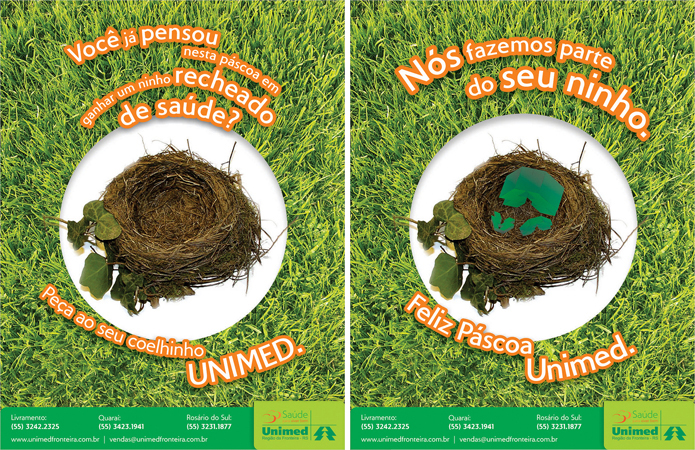 Você já pensou
nesta páscoa em
ganhar um ninho recheado
de saúde?
Peça ao seu coelhinho
UNIMED.
Livramento:
(55) 3242.2325
Quarai:
(55) 3423.1941
Rosário do Sul:
(55) 3231.1877
www.unimedfronteira.com.br | vendas@unimedfronteira.com.br
Saúde
Unimed
Região da Fronteira - RS
Nós fazemos parte
do seu ninho.
Feliz Páscoa
Unimed.
Livramento:
(55) 3242.2325
Quarai:
(55) 3423.1941
Rosário do Sul:
(55) 3231.1877
www.unimedfronteira.com.br | vendas@unimedfronteira.com.br
Saúde
Unimed
Região da Fronteira - RS